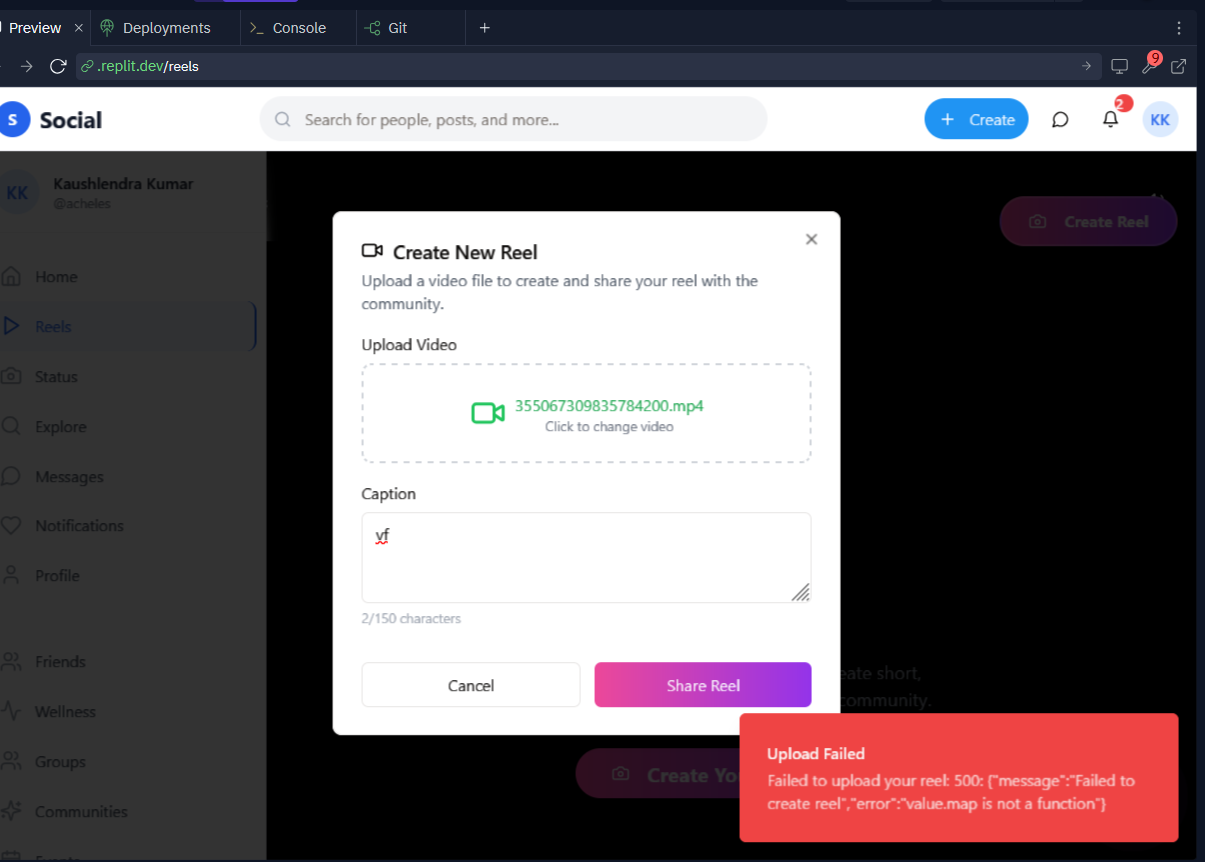 Preview
Deployments
Console
Git
.replit.dev/reels
9
S
Social
Search for people, posts, and more...
Create
2
KK
KK
Kaushlendra Kumar
@acheles
Create Reel
Home
Reels
Status
Explore
Messages
Notifications
Profile
Friends
Wellness
Groups
Communities
Create New Reel
Upload a video file to create and share your reel with the
community.
Upload Video
355067309835784200.mp4
Click to change video
Caption
vf
2/150 characters
Cancel
Share Reel
short,
community.
Create
Upload Failed
Failed to upload your reel: 500: {"message":"Failed to
create reel","error":"value.map is not a function"}